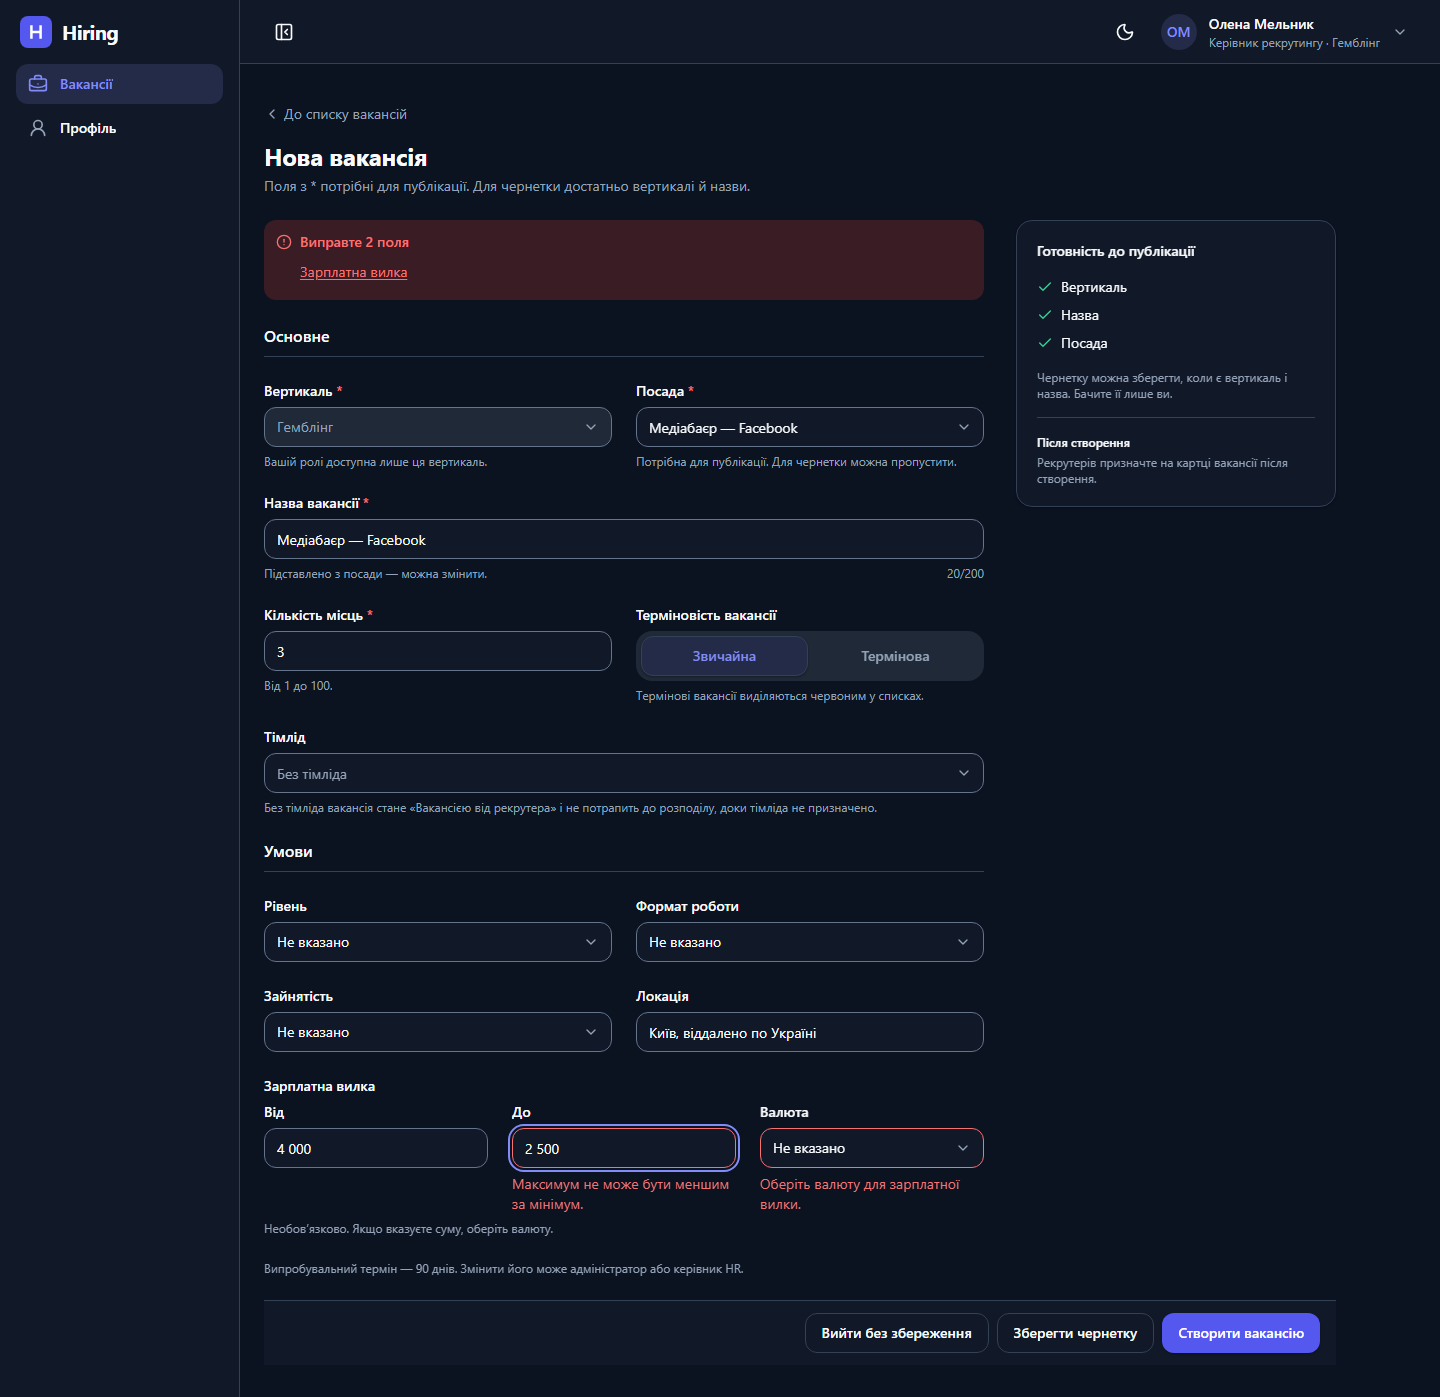 H Hiring
Вакансії
Профіль
ОМ
Олена Мельник
Керівник рекрутингу · Гемблінг
До списку вакансій
Нова вакансія
Поля з * потрібні для публікації. Для чернетки достатньо вертикалі й назви.
Виправте 2 поля
Зарплатна вилка
Основне
Вертикаль *
Гемблінг
Вашій ролі доступна лише ця вертикаль.
Посада *
Медіабаєр — Facebook
Потрібна для публікації. Для чернетки можна пропустити.
Назва вакансії *
Медіабаєр — Facebook
Підставлено з посади — можна змінити.
20/200
Кількість місць *
3
Від 1 до 100.
Терміновість вакансії
Звичайна
Термінова
Термінові вакансії виділяються червоним у списках.
Тімлід
Без тімліда
Без тімліда вакансія стане «Вакансією від рекрутера» і не потрапить до розподілу, доки тімліда не призначено.
Умови
Рівень
Не вказано
Формат роботи
Не вказано
Зайнятість
Не вказано
Локація
Київ, віддалено по Україні
Зарплатна вилка
Від
4 000
До
2 500
Максимум не може бути меншим
за мінімум.
Валюта
Не вказано
Оберіть валюту для зарплатної
вилки.
Необов'язково. Якщо вказуєте суму, оберіть валюту.
Випробувальний термін — 90 днів. Змінити його може адміністратор або керівник HR.
Вийти без збереження
Зберегти чернетку
Створити вакансію
Готовність до публікації
Вертикаль
Назва
Посада
Чернетку можна зберегти, коли є вертикаль і
назва. Бачите її лише ви.
Після створення
Рекрутерів призначте на картці вакансії після
створення.